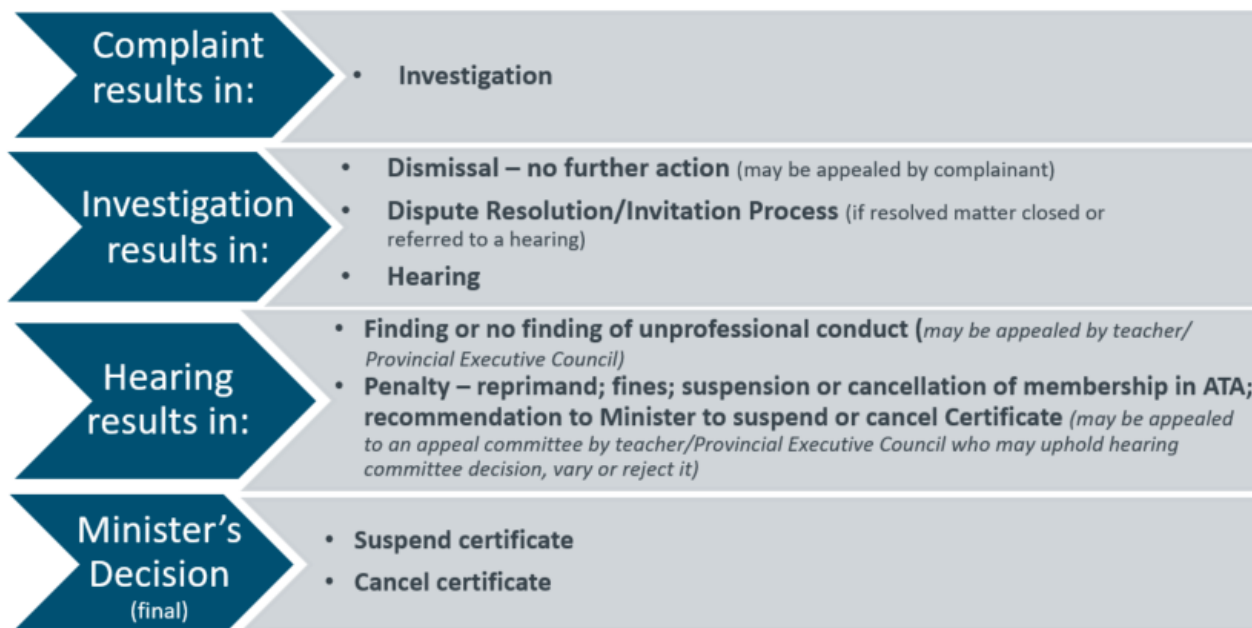 Complaint
results in:
• Investigation
Investigation
results in:
• Dismissal – no further action (may be appealed by complainant)
• Dispute Resolution/Invitation Process (if resolved matter closed or
referred to a hearing)
• Hearing
Hearing
results in:
• Finding or no finding of unprofessional conduct (may be appealed by teacher/
Provincial Executive Council)
• Penalty – reprimand; fines; suspension or cancellation of membership in ATA;
recommendation to Minister to suspend or cancel Certificate (may be appealed
to an appeal committee by teacher/Provincial Executive Council who may uphold hearing
committee decision, vary or reject it)
Minister's
Decision
(final)
• Suspend certificate
• Cancel certificate